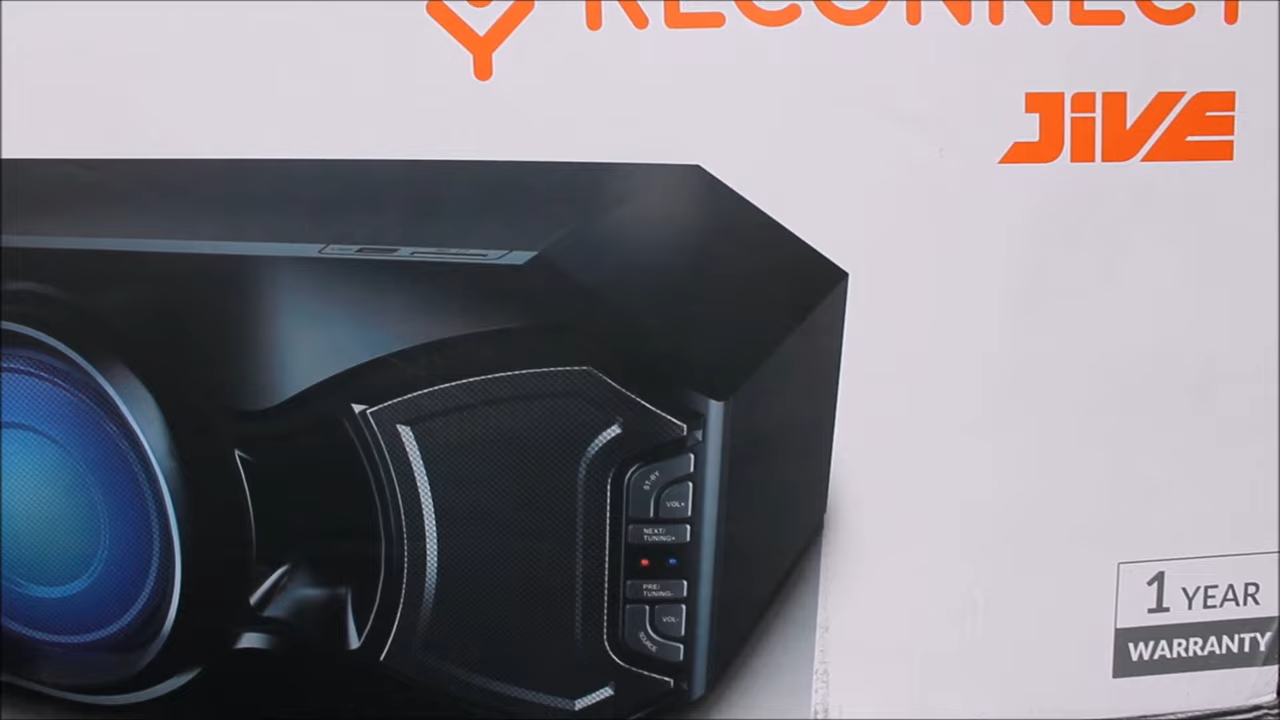 RECONNECT
JiVE
ST-BY
VOL+
NEXT/
TUNING+
PRE/
TUNING-
VOL-
SOURCE
1 YEAR
WARRANTY